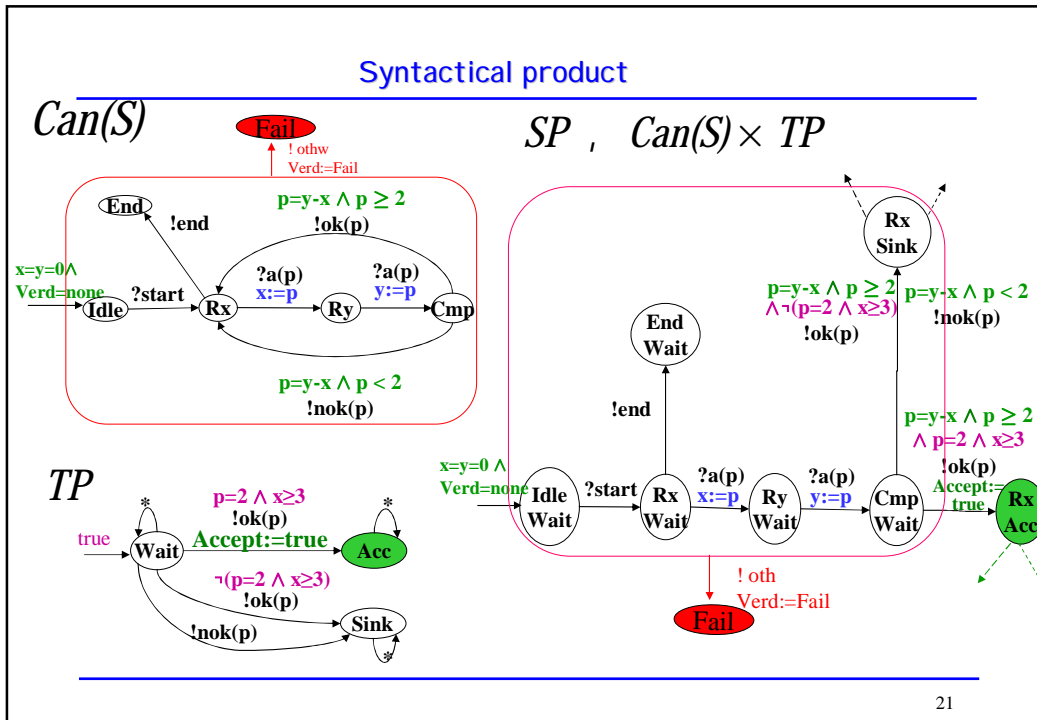 Syntactical product
Can(S)
Fail
! othw
Verd:=Fail
End
!end
p=y-x ∧ p ≥ 2
!ok(p)
x=y=0 ∧
Verd=none
Idle
?start
Rx
?a(p)
x:=p
Ry
?a(p)
y:=p
Cmp
p=y-x ∧ p < 2
!nok(p)
TP
true
*
Wait
p=2 ∧ x≥3
!ok(p)
Accept:=true
*
Acc
¬(p=2 ∧ x≥3)
!ok(p)
!nok(p)
Sink
*
SP , Can(S) × TP
Rx
Sink
p=y-x ∧ p ≥ 2
∧ ¬(p=2 ∧ x≥3)
!ok(p)
p=y-x ∧ p < 2
!nok(p)
End
Wait
!end
x=y=0 ∧
Verd=none
Idle
Wait
?start
Rx
Wait
?a(p)
x:=p
Ry
Wait
?a(p)
y:=p
Cmp
Wait
p=y-x ∧ p ≥ 2
∧ p=2 ∧ x≥3
!ok(p)
Accept:=
true
Rx
Acc
! oth
Verd:=Fail
Fail
21